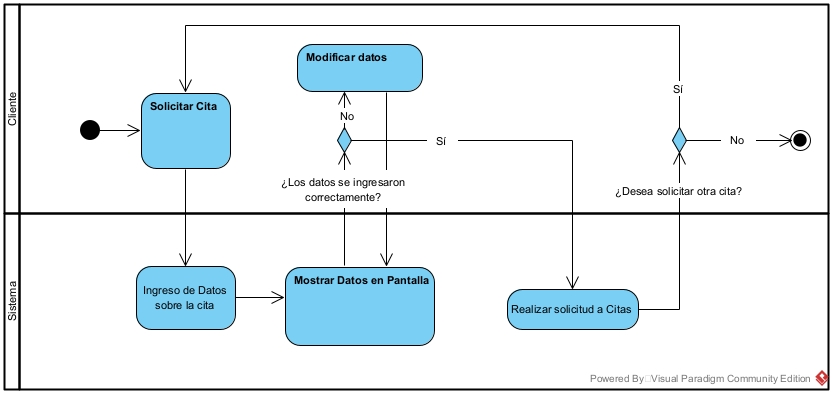 Cliente
Solicitar Cita
Modificar datos
No
Sí
¿Los datos se ingresaron
correctamente?
Sí
No
¿Desea solicitar otra cita?
Sistema
Ingreso de Datos
sobre la cita
Mostrar Datos en Pantalla
Realizar solicitud a Citas
Powered By Visual Paradigm Community Edition